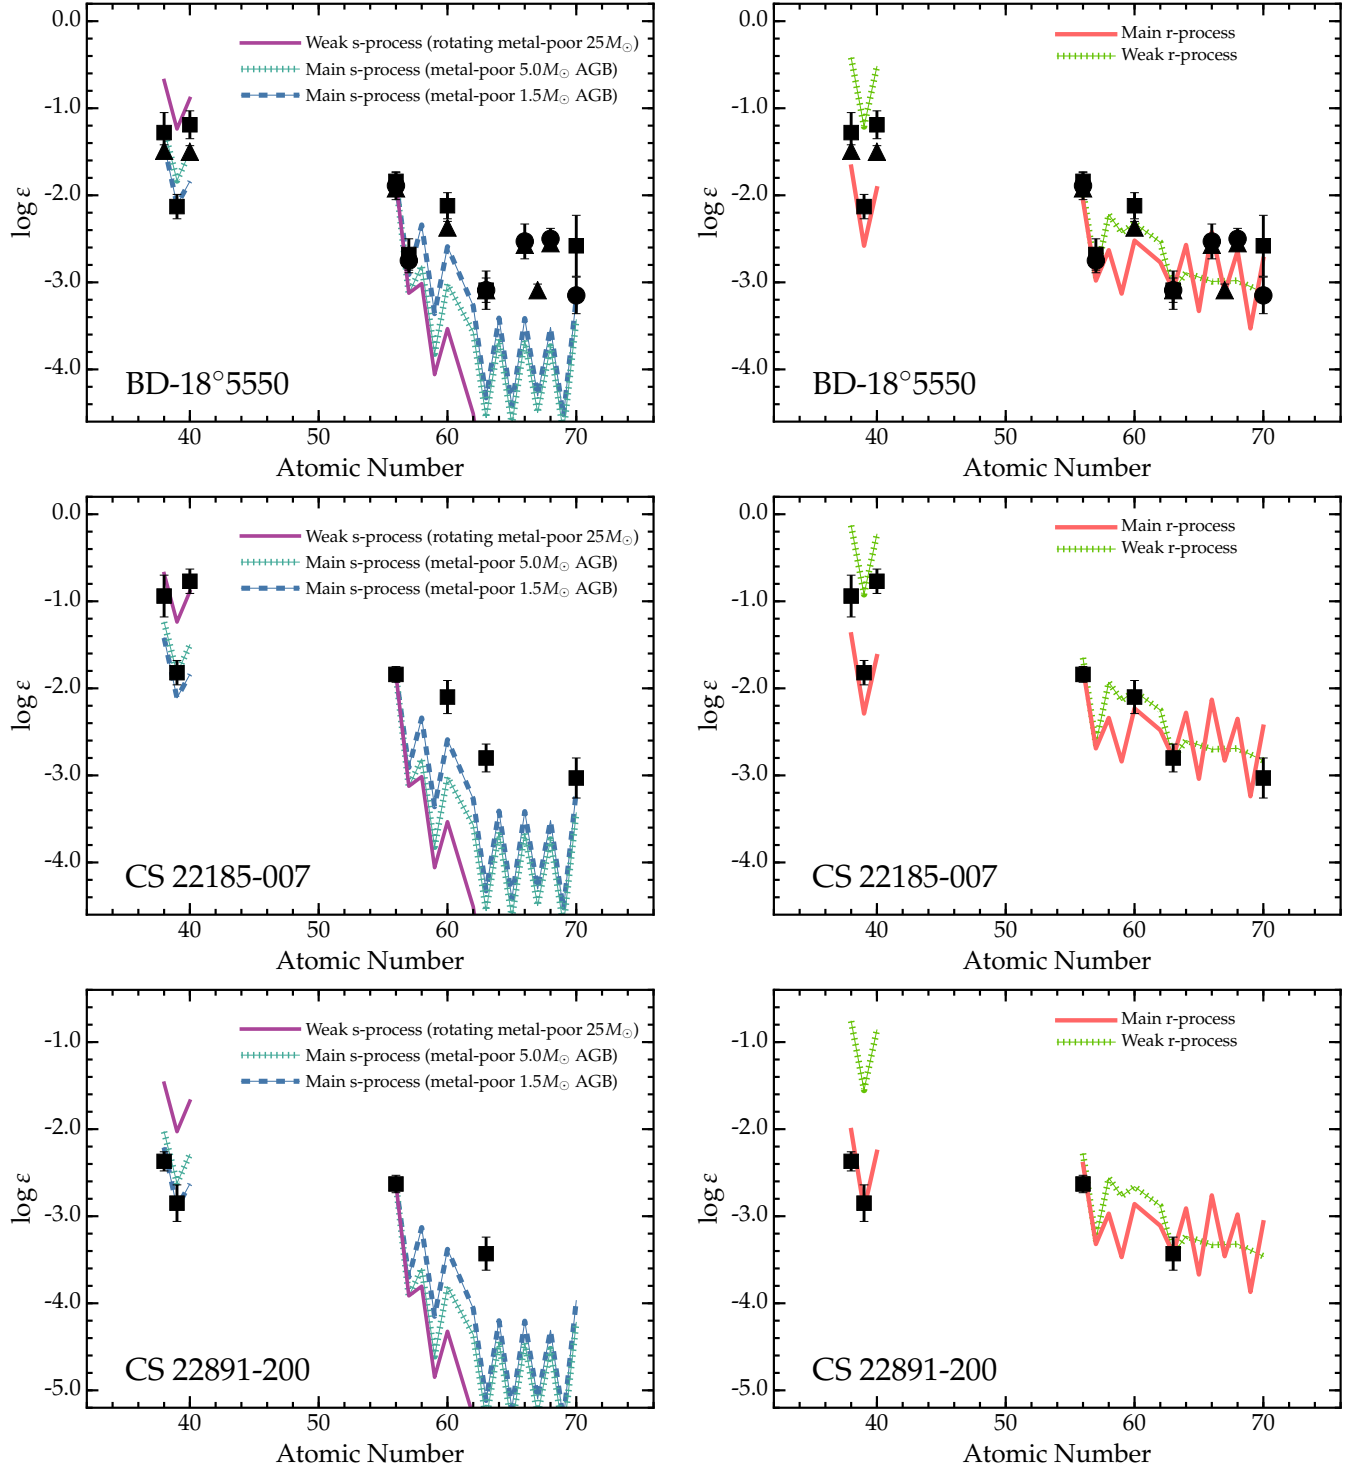 0.0
-1.0
-2.0
-3.0
-4.0
log ε
Weak s-process (rotating metal-poor 25M⊙)
Main s-process (metal-poor 5.0M⊙ AGB)
Main s-process (metal-poor 1.5M⊙ AGB)
BD-18°5550
40 50 60 70
Atomic Number
0.0
-1.0
-2.0
-3.0
-4.0
log ε
Main r-process
Weak r-process
BD-18°5550
40 50 60 70
Atomic Number
0.0
-1.0
-2.0
-3.0
-4.0
log ε
Weak s-process (rotating metal-poor 25M⊙)
Main s-process (metal-poor 5.0M⊙ AGB)
Main s-process (metal-poor 1.5M⊙ AGB)
CS 22185-007
40 50 60 70
Atomic Number
0.0
-1.0
-2.0
-3.0
-4.0
log ε
Main r-process
Weak r-process
CS 22185-007
40 50 60 70
Atomic Number
-1.0
-2.0
-3.0
-4.0
-5.0
log ε
Weak s-process (rotating metal-poor 25M⊙)
Main s-process (metal-poor 5.0M⊙ AGB)
Main s-process (metal-poor 1.5M⊙ AGB)
CS 22891-200
40 50 60 70
Atomic Number
-1.0
-2.0
-3.0
-4.0
-5.0
log ε
Main r-process
Weak r-process
CS 22891-200
40 50 60 70
Atomic Number